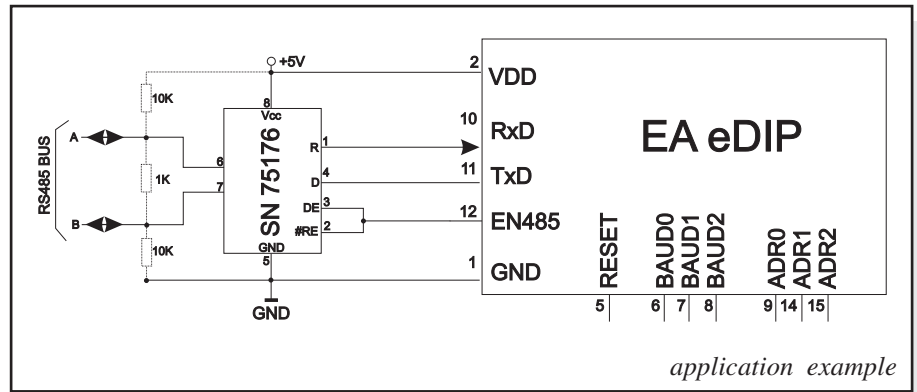 +5V
2
VDD
10K
8
Vcc
10
RxD
EA eDIP
RS485 BUS
A
6
R
1
1K
SN 75176
11
TxD
7
D
4
DE
3
12
EN485
B
#RE
2
10K
GND
5
1
GND
GND
RESET
BAUD0
BAUD1
BAUD2
ADR0
ADR1
ADR2
5
6
7
8
9
14
15
application example